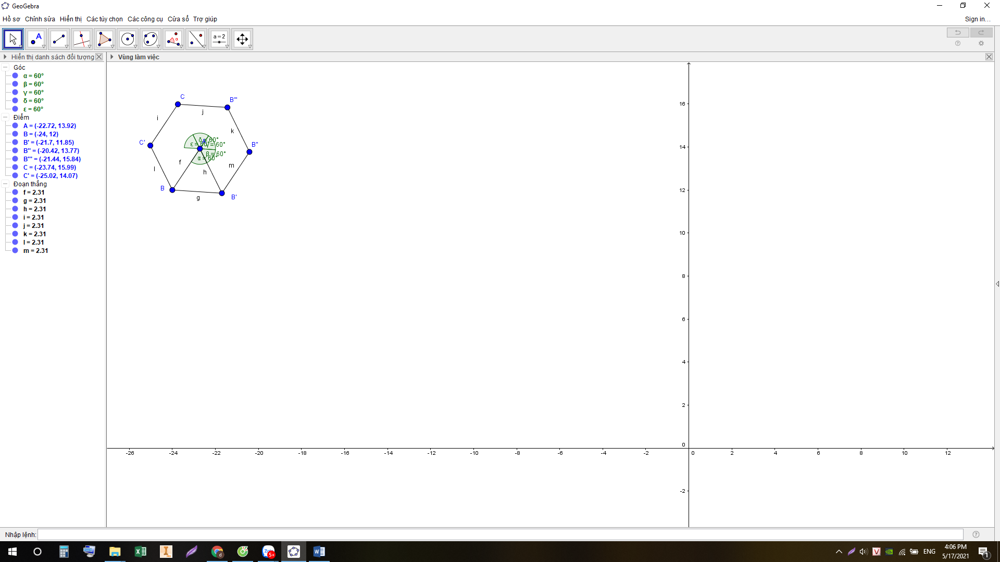 GeoGebra
Hồ sơ Chỉnh sửa Hiển thị Các tùy chọn Các công cụ Cửa sổ Trợ giúp Sign in...
A α a = 2
Hiển thị danh sách đối tượng
Góc
α = 60°
β = 60°
γ = 60°
δ = 60°
ε = 60°
Điểm
A = (-22.72, 13.92)
B = (-24, 12)
B' = (-21.7, 11.85)
B'' = (-20.42, 13.77)
B''' = (-21.44, 15.84)
C = (-23.74, 15.99)
C' = (-25.02, 14.07)
Đoạn thẳng
f = 2.31
g = 2.31
h = 2.31
i = 2.31
j = 2.31
k = 2.31
l = 2.31
m = 2.31
Vùng làm việc
C B'''
j
i
k
C' B''
δ = 60°
ε = 60° γ = 60°
β = 60°
α = 60°
A
f m
l h
B B'
g
16
14
12
10
8
6
4
2
0
-26 -24 -22 -20 -18 -16 -14 -12 -10 -8 -6 -4 -2 0 2 4 6 8 10 12
-2
Nhập lệnh:
Zalo 5+ ENG 4:06 PM
5/17/2021 1